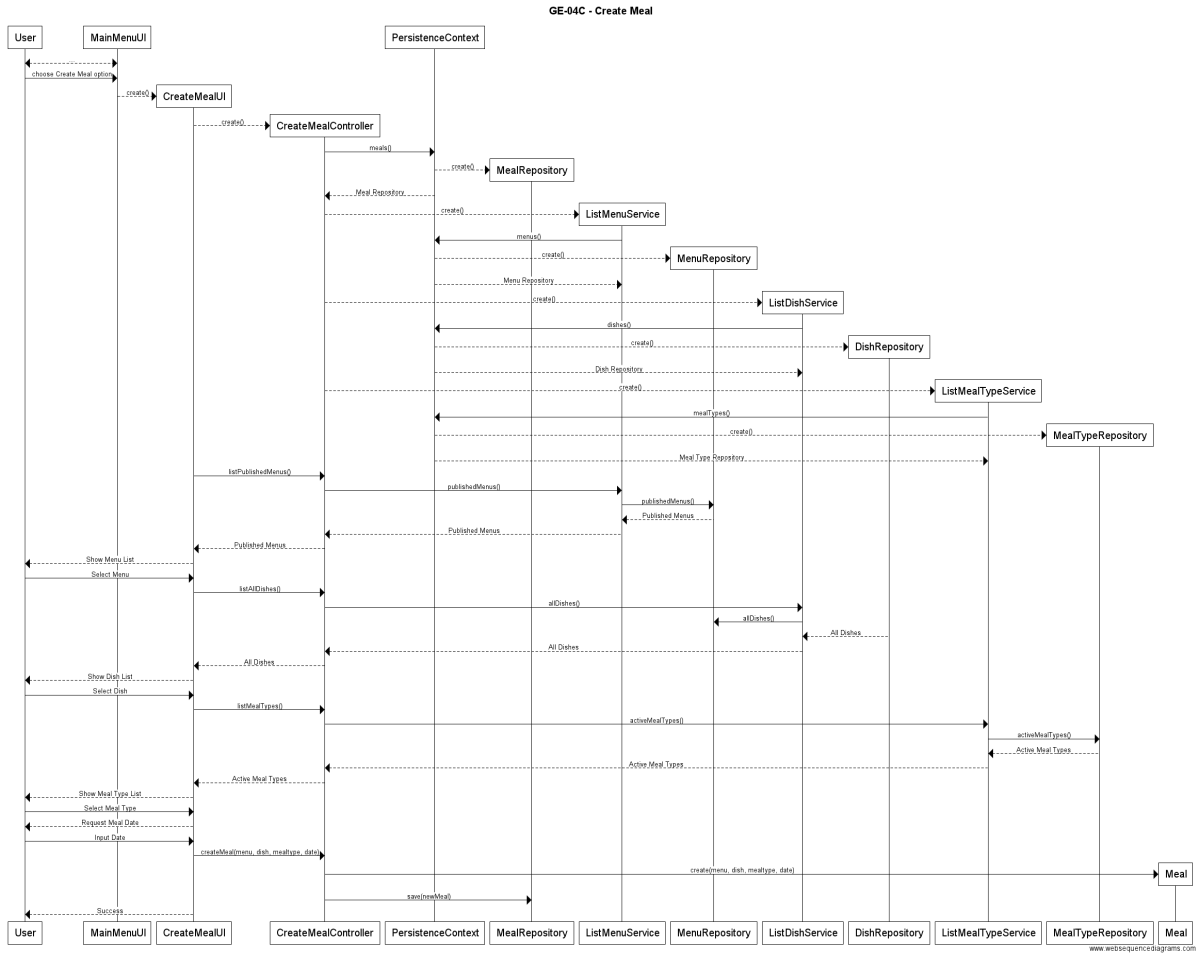 GE-04C - Create Meal
User
MainMenuUI
PersistenceContext
...
choose Create Meal option
create()
CreateMealUI
create()
CreateMealController
meals()
create()
MealRepository
Meal Repository
create()
ListMenuService
menus()
create()
MenuRepository
Menu Repository
create()
ListDishService
dishes()
create()
DishRepository
Dish Repository
create()
ListMealTypeService
mealTypes()
create()
MealTypeRepository
Meal Type Repository
listPublishedMenus()
publishedMenus()
publishedMenus()
Published Menus
Published Menus
Published Menus
Show Menu List
Select Menu
listAllDishes()
allDishes()
allDishes()
All Dishes
All Dishes
All Dishes
Show Dish List
Select Dish
listMealTypes()
activeMealTypes()
activeMealTypes()
Active Meal Types
Active Meal Types
Active Meal Types
Show Meal Type List
Select Meal Type
Request Meal Date
Input Date
createMeal(menu, dish, mealtype, date)
create(menu, dish, mealtype, date)
Meal
save(newMeal)
Success
User
MainMenuUI
CreateMealUI
CreateMealController
PersistenceContext
MealRepository
ListMenuService
MenuRepository
ListDishService
DishRepository
ListMealTypeService
MealTypeRepository
Meal
www.websequencediagrams.com